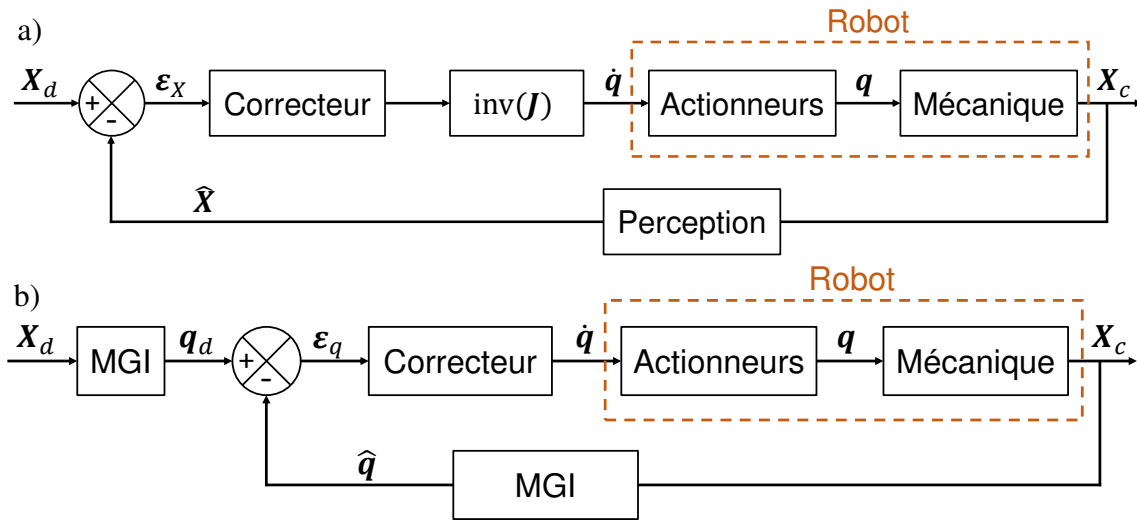 a)
Robot
X_d
+
-
ε_X
Correcteur
inv(J)
q̇
Actionneurs
q
Mécanique
X_c
X̂
Perception
b)
Robot
X_d
MGI
q_d
+
-
ε_q
Correcteur
q̇
Actionneurs
q
Mécanique
X_c
q̂
MGI